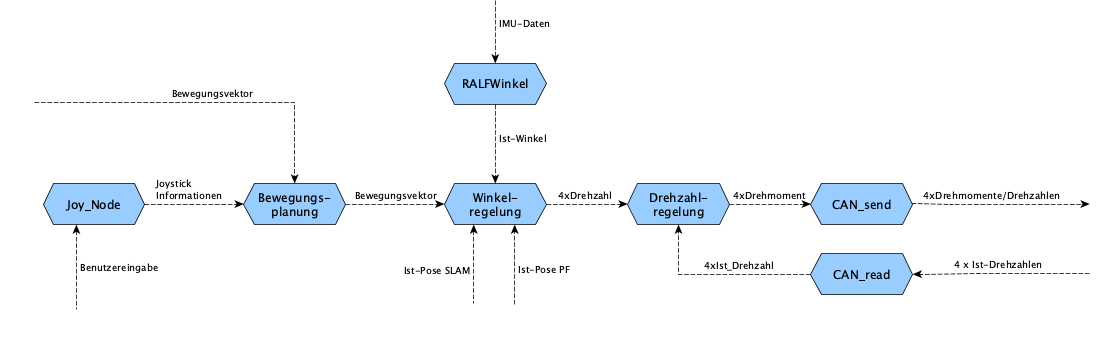 IMU-Daten
RALFWinkel
Bewegungsvektor
Ist-Winkel
Joystick
Informationen
Joy_Node
Bewegungs-
planung
Bewegungsvektor
Winkel-
regelung
4xDrehzahl
Drehzahl-
regelung
4xDrehmoment
CAN_send
4xDrehmomente/Drehzahlen
Benutzereingabe
Ist-Pose SLAM
Ist-Pose PF
4xIst_Drehzahl
CAN_read
4 x Ist-Drehzahlen